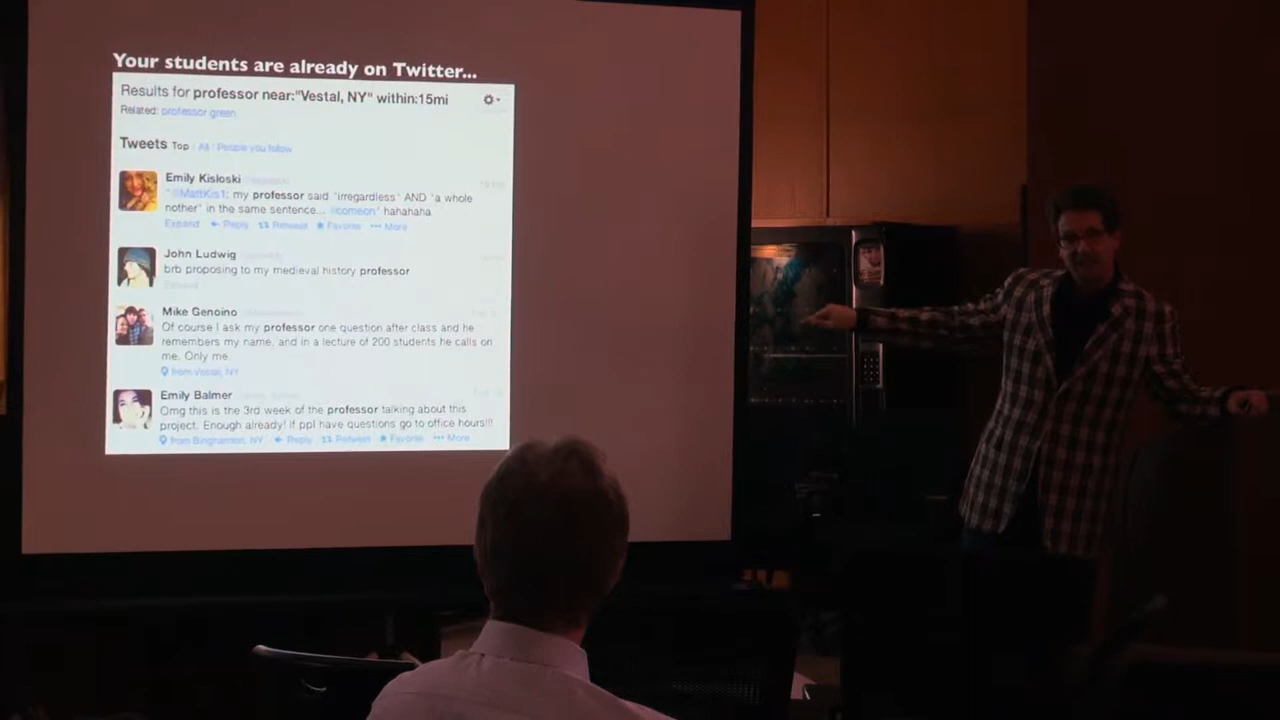 Your students are already on Twitter...
Results for professor near:"Vestal, NY" within:15mi
Related: professor green
Tweets Top / All / People you follow
Emily Kisloski
"@MattKis1: my professor said "irregardless" AND "a whole
nother" in the same sentence... @comeon" hahahaha
Expand Reply Retweet Favorite More
John Ludwig
brb proposing to my medieval history professor
Expand
Mike Genoino
Of course I ask my professor one question after class and he
remembers my name, and in a lecture of 200 students he calls on
me. Only me.
from Vestal, NY
Emily Balmer
Omg this is the 3rd week of the professor talking about this
project. Enough already! If ppl have questions go to office hours!!!
from Binghamton, NY Reply Retweet Favorite More